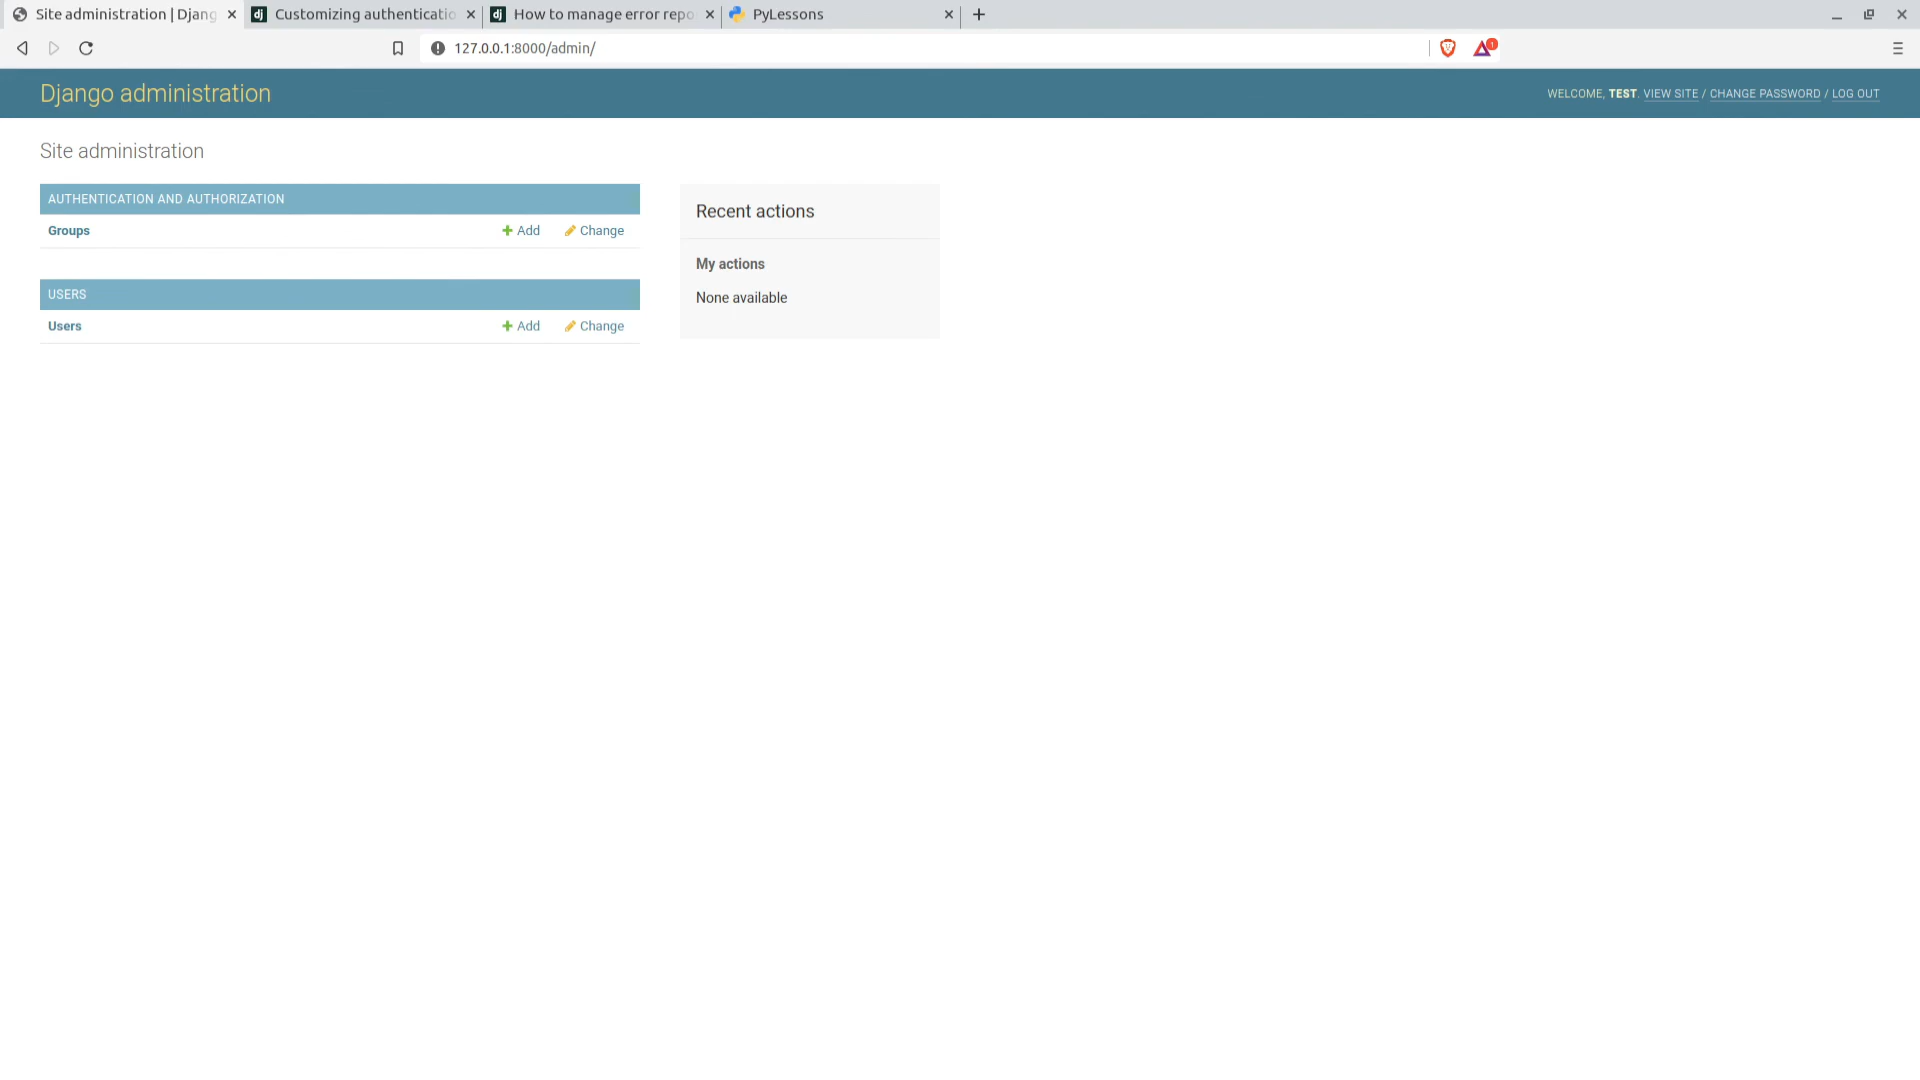 Site administration | Djang
Customizing authenticatio
How to manage error repo
PyLessons
127.0.0.1:8000/admin/
1
Django administration
WELCOME, TEST. VIEW SITE / CHANGE PASSWORD / LOG OUT
Site administration
AUTHENTICATION AND AUTHORIZATION
Groups Add Change
USERS
Users Add Change
Recent actions
My actions
None available